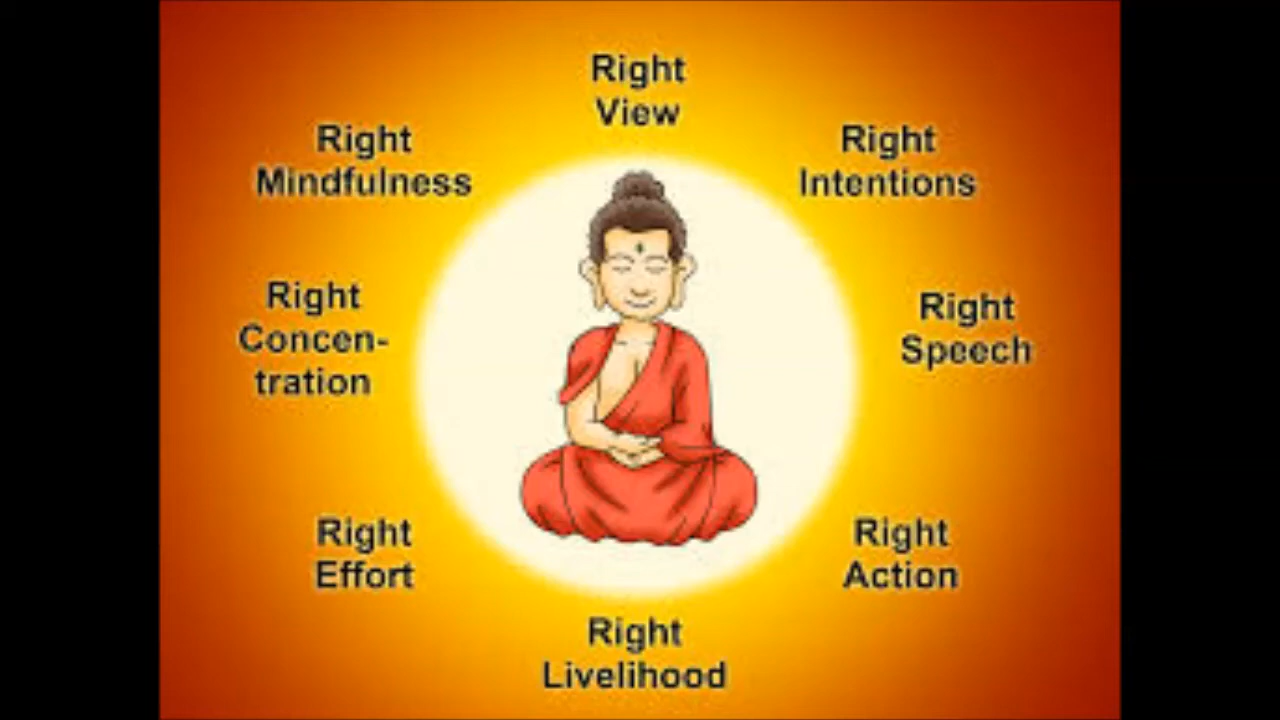 Right
View
Right
Intentions
Right
Speech
Right
Action
Right
Livelihood
Right
Effort
Right
Concen-
tration
Right
Mindfulness